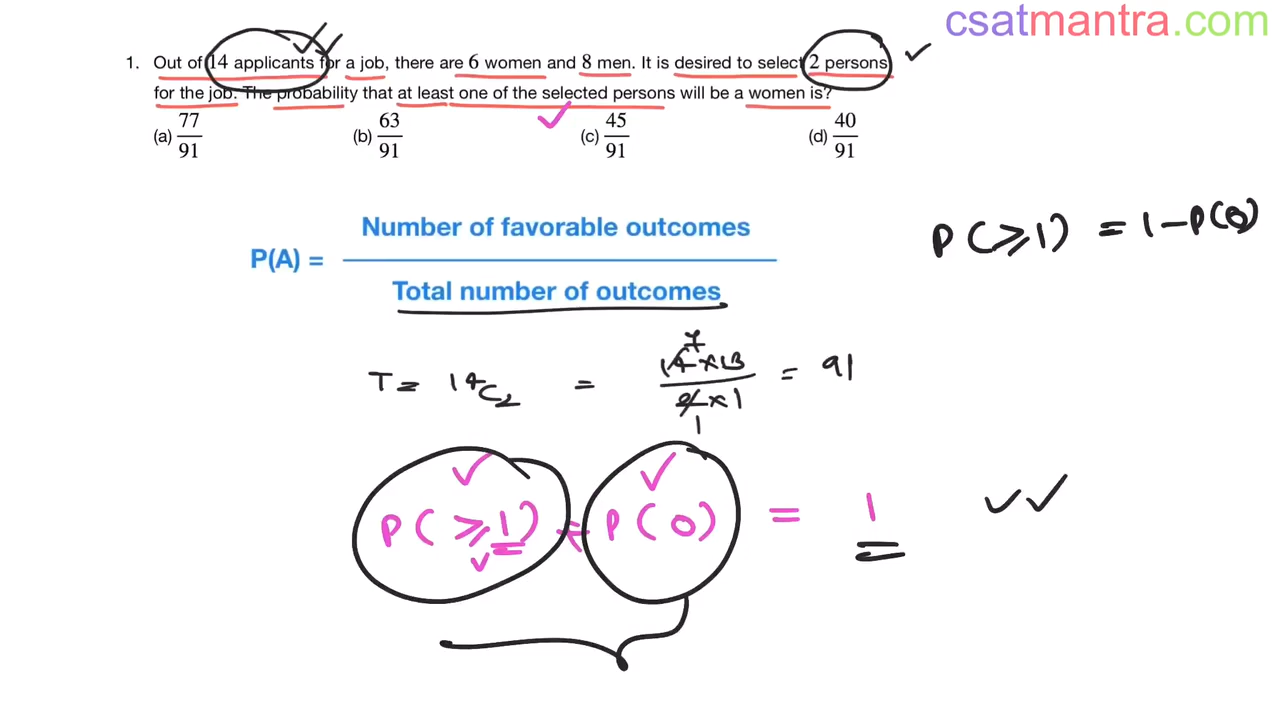 csatmantra.com
1. Out of 14 applicants for a job, there are 6 women and 8 men. It is desired to select 2 persons
for the job. The probability that at least one of the selected persons will be a women is?
(a) 77/91 (b) 63/91 (c) 45/91 (d) 40/91
P(≥1) = 1-P(0)
P(A) = Number of favorable outcomes / Total number of outcomes
T = 14C2 = 14×13 / 2×1 = 91
7
1
P(≥1) + P(0) = 1